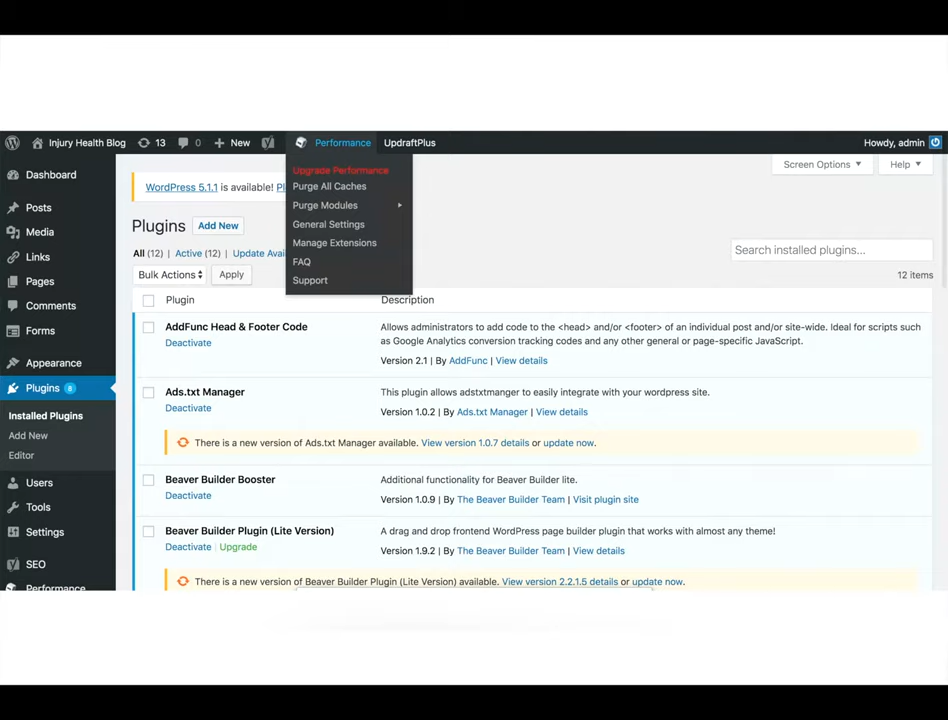 Injury Health Blog 13 0 New Performance UpdraftPlus Howdy, admin
Upgrade Performance
Purge All Caches
Purge Modules
General Settings
Manage Extensions
FAQ
Support
Screen Options Help
Dashboard
Posts
Media
Links
Pages
Comments
Forms
Appearance
Plugins 8
Installed Plugins
Add New
Editor
Users
Tools
Settings
SEO
Performance
WordPress 5.1.1 is available!
Plugins Add New
All (12) | Active (12) | Update
Search installed plugins...
Bulk Actions Apply
12 items
Plugin Description
AddFunc Head & Footer Code
Deactivate
Allows administrators to add code to the <head> and/or <footer> of an individual post and/or site-wide. Ideal for scripts such
as Google Analytics conversion tracking codes and any other general or page-specific JavaScript.
Version 2.1 | By AddFunc | View details
Ads.txt Manager
Deactivate
This plugin allows adstxtmanager to easily integrate with your wordpress site.
Version 1.0.2 | By Ads.txt Manager | View details
There is a new version of Ads.txt Manager available. View version 1.0.7 details or update now.
Beaver Builder Booster
Deactivate
Additional functionality for Beaver Builder lite.
Version 1.0.9 | By The Beaver Builder Team | Visit plugin site
Beaver Builder Plugin (Lite Version)
Deactivate | Upgrade
A drag and drop frontend WordPress page builder plugin that works with almost any theme!
Version 1.9.2 | By The Beaver Builder Team | View details
There is a new version of Beaver Builder Plugin (Lite Version) available. View version 2.2.1.5 details or update now.